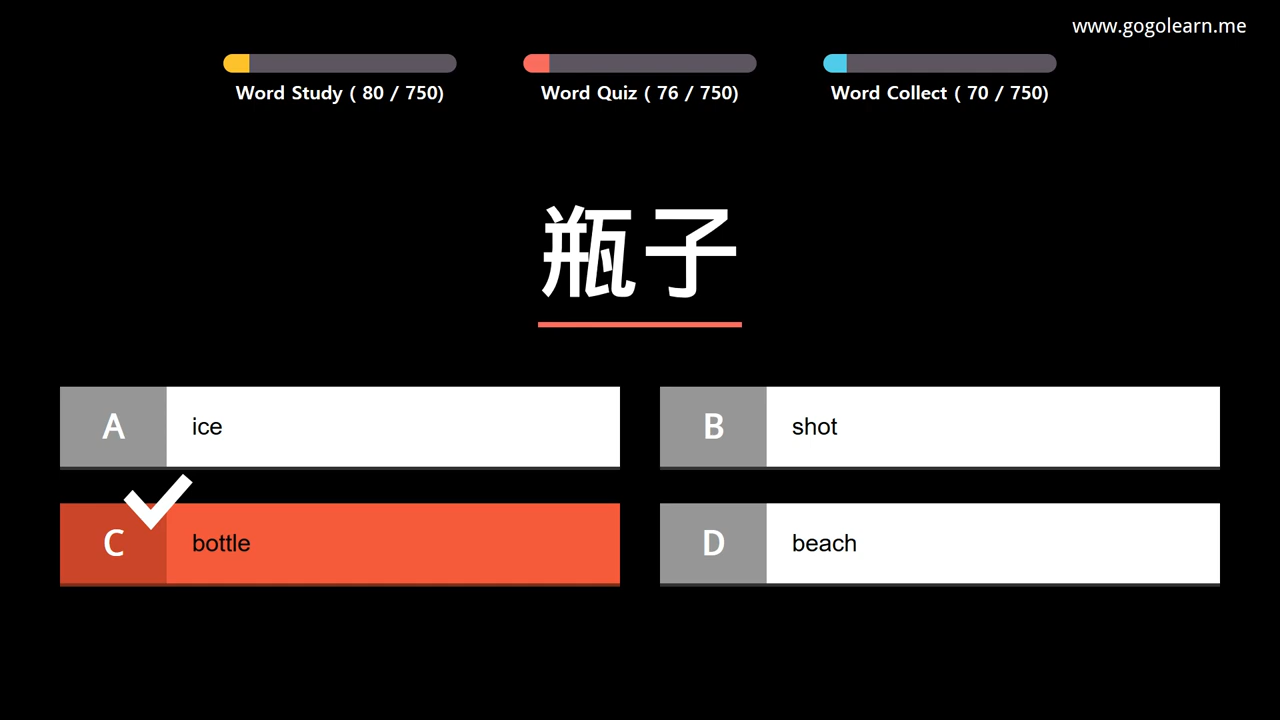 www.gogolearn.me
Word Study ( 80 / 750)
Word Quiz ( 76 / 750)
Word Collect ( 70 / 750)
瓶子
A ice
B shot
C bottle
D beach